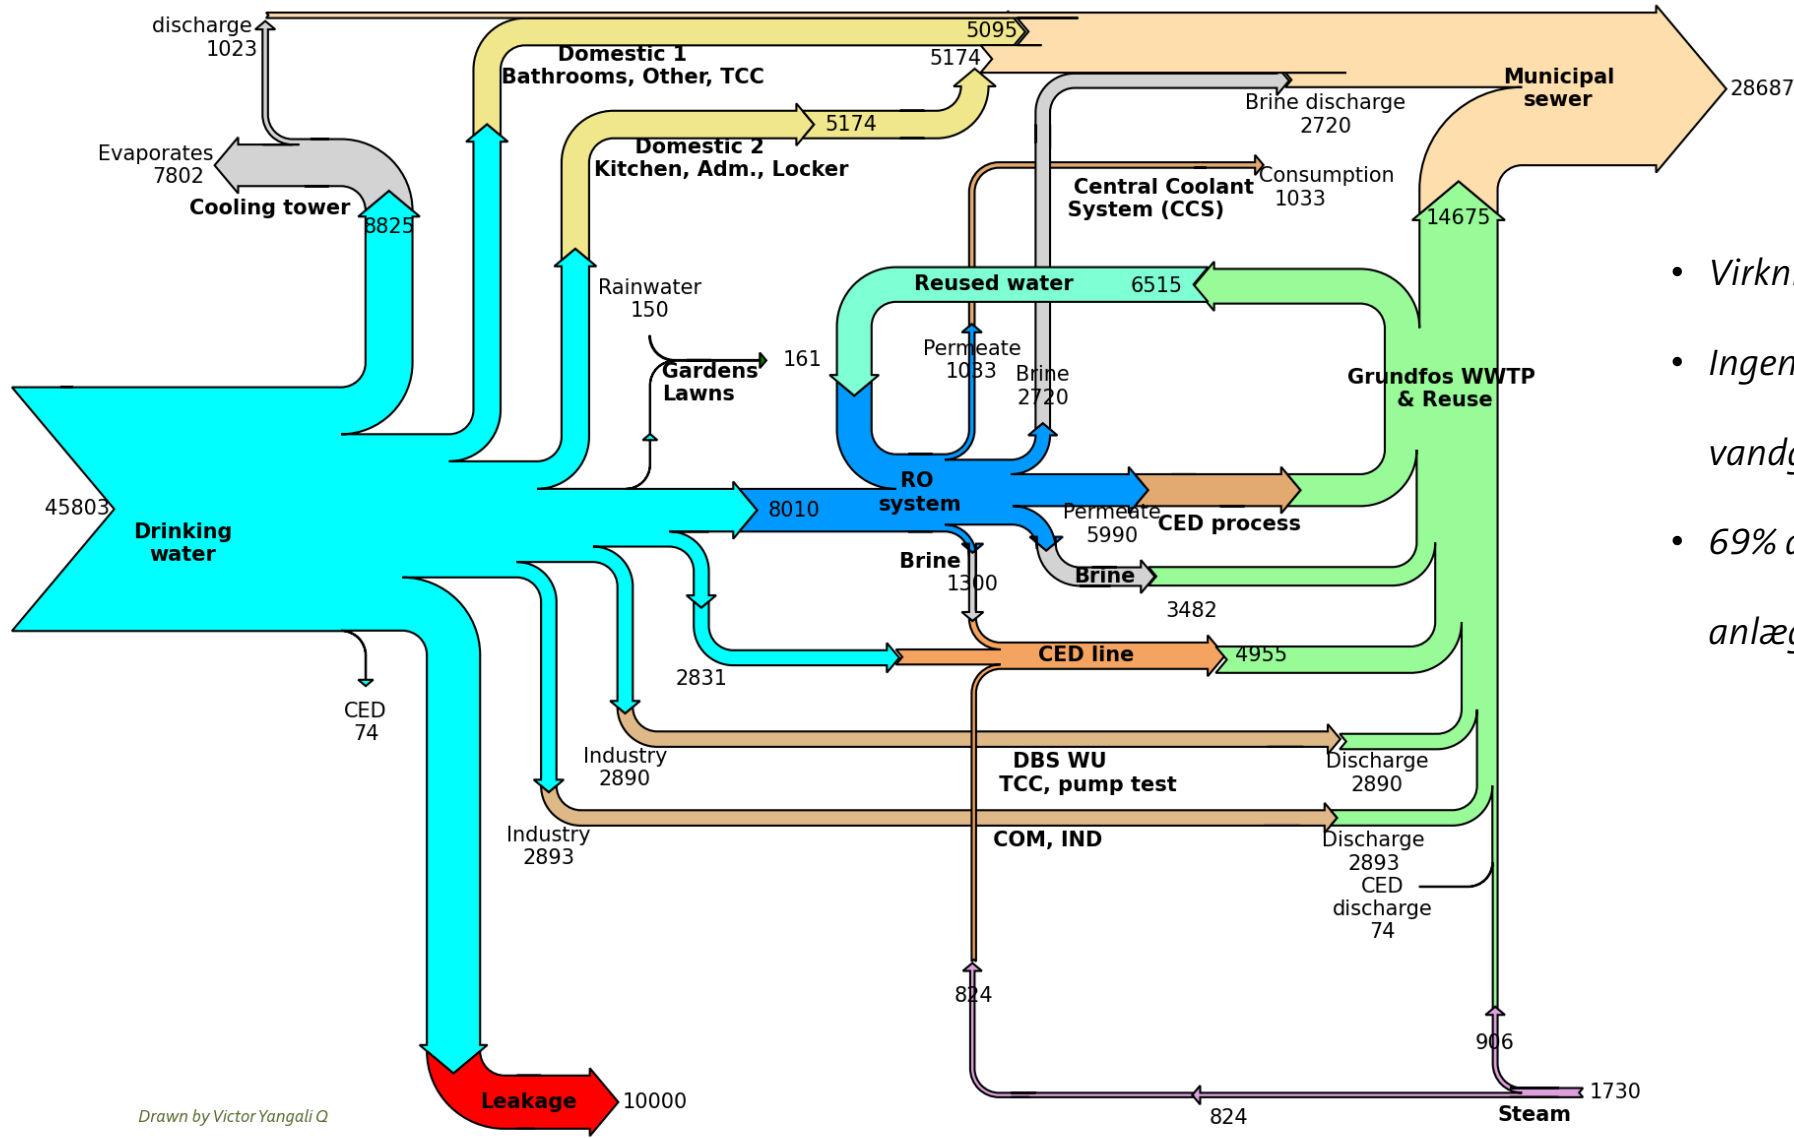 discharge
1023
5095
Domestic 1
Bathrooms, Other, TCC
5174
Municipal
sewer
28687
Brine discharge
2720
5174
Domestic 2
Kitchen, Adm., Locker
Evaporates
7802
Cooling tower
8825
Central Coolant
System (CCS)
Consumption
1033
14675
Rainwater
150
Reused water
6515
161
Gardens
Lawns
Permeate
1033
Brine
2720
Grundfos WWTP
& Reuse
45803
Drinking
water
8010
RO
system
Permeate
5990
CED process
Brine
1300
Brine
3482
CED line
4955
2831
CED
74
Industry
2890
DBS WU
TCC, pump test
Discharge
2890
Industry
2893
COM, IND
Discharge
2893
CED
discharge
74
824
906
Leakage
10000
824
1730
Steam
Drawn by Victor Yangali Q
• 
• Ingen
• 69%